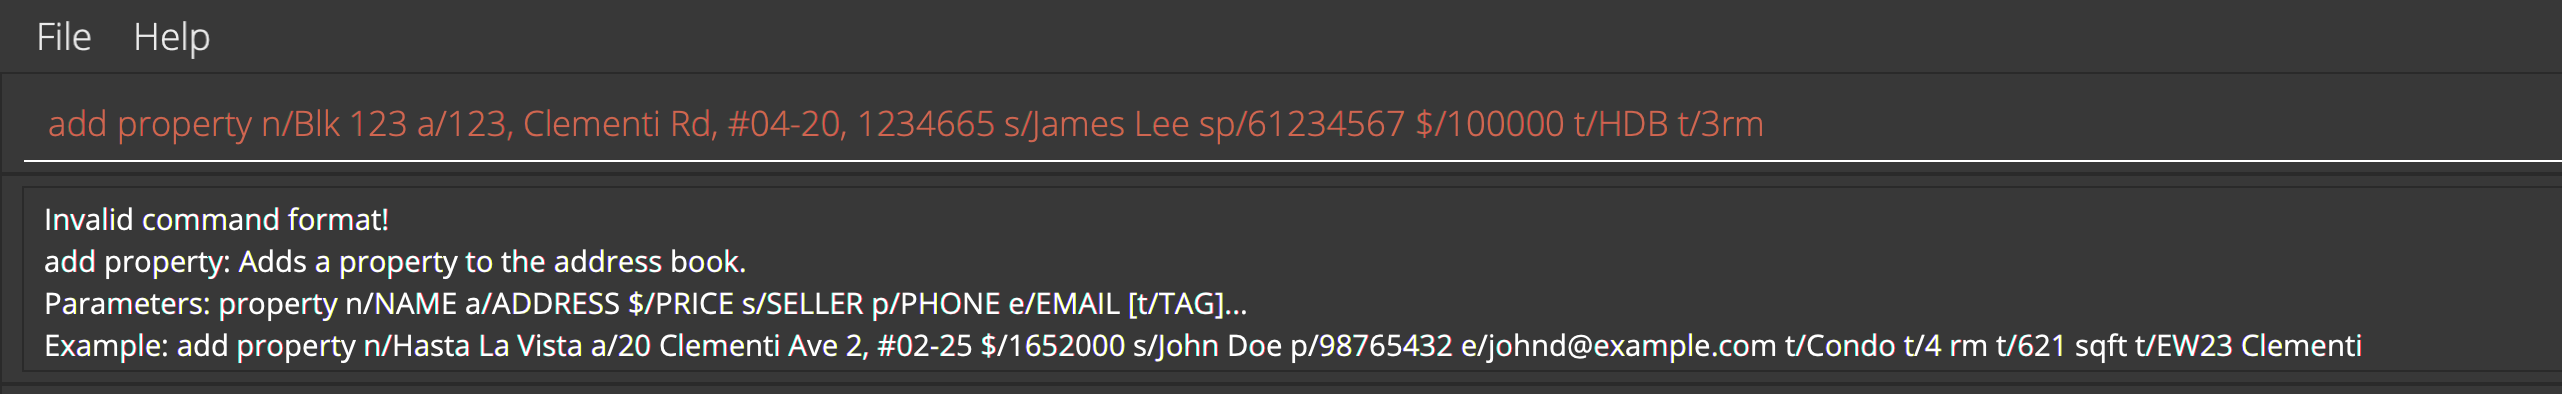 File Help
add property n/Blk 123 a/123, Clementi Rd, #04-20, 1234665 s/James Lee sp/61234567 $/100000 t/HDB t/3rm
Invalid command format!
add property: Adds a property to the address book.
Parameters: property n/NAME a/ADDRESS $/PRICE s/SELLER p/PHONE e/EMAIL [t/TAG]...
Example: add property n/Hasta La Vista a/20 Clementi Ave 2, #02-25 $/1652000 s/John Doe p/98765432 e/johnd@example.com t/Condo t/4 rm t/621 sqft t/EW23 Clementi